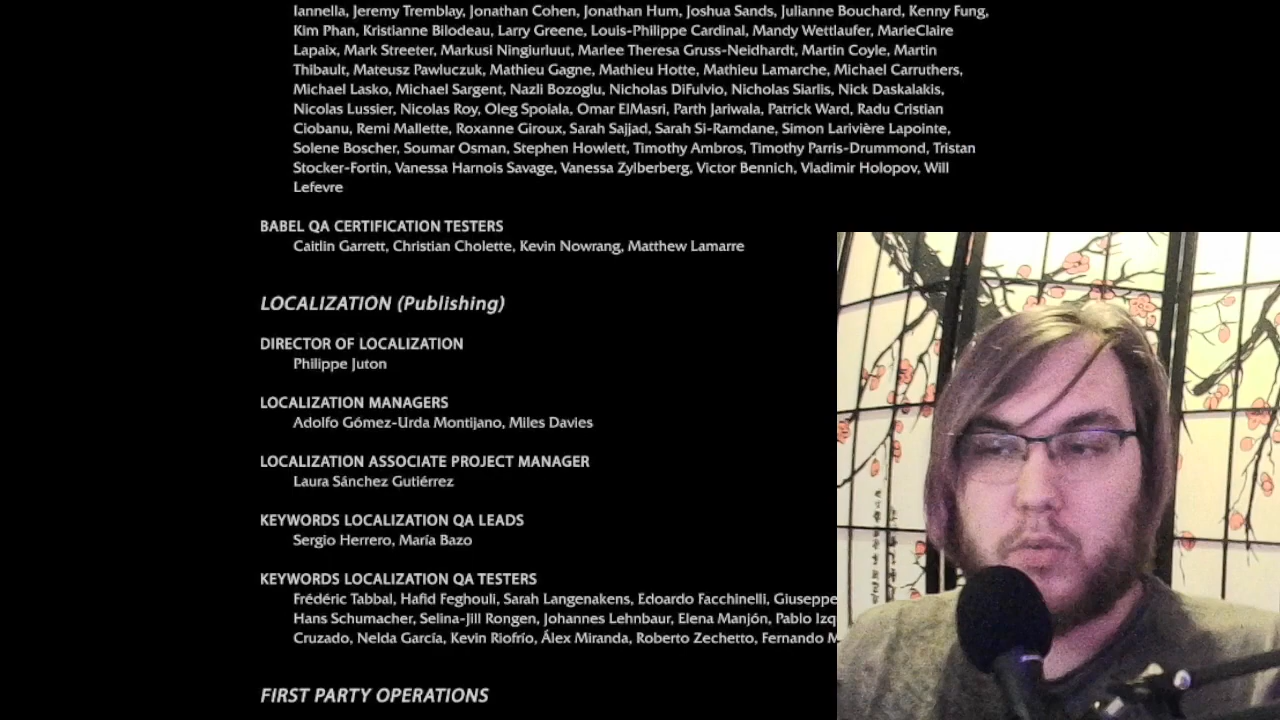 Iannella, Jeremy Tremblay, Jonathan Cohen, Jonathan Hum, Joshua Sands, Julianne Bouchard, Kenny Fung,
Kim Phan, Kristianne Bilodeau, Larry Greene, Louis-Philippe Cardinal, Mandy Wettlaufer, MarieClaire
Lapaix, Mark Streeter, Markusi Ningiurluut, Marlee Theresa Gruss-Neidhardt, Martin Coyle, Martin
Thibault, Mateusz Pawluczuk, Mathieu Gagne, Mathieu Hotte, Mathieu Lamarche, Michael Carruthers,
Michael Lasko, Michael Sargent, Nazli Bozoglu, Nicholas DiFulvio, Nicholas Siarlis, Nick Daskalakis,
Nicolas Lussier, Nicolas Roy, Oleg Spoiala, Omar ElMasri, Parth Jariwala, Patrick Ward, Radu Cristian
Ciobanu, Remi Mallette, Roxanne Giroux, Sarah Sajjad, Sarah Si-Ramdane, Simon Larivière Lapointe,
Solene Boscher, Soumar Osman, Stephen Howlett, Timothy Ambros, Timothy Parris-Drummond, Tristan
Stocker-Fortin, Vanessa Harnois Savage, Vanessa Zylberberg, Victor Bennich, Vladimir Holopov, Will
Lefevre
BABEL QA CERTIFICATION TESTERS
Caitlin Garrett, Christian Cholette, Kevin Nowrang, Matthew Lamarre
LOCALIZATION (Publishing)
DIRECTOR OF LOCALIZATION
Philippe Juton
LOCALIZATION MANAGERS
Adolfo Gómez-Urda Montijano, Miles Davies
LOCALIZATION ASSOCIATE PROJECT MANAGER
Laura Sánchez Gutiérrez
KEYWORDS LOCALIZATION QA LEADS
Sergio Herrero, María Bazo
KEYWORDS LOCALIZATION QA TESTERS
Frédéric Tabbal, Hafid Feghouli, Sarah Langenakens, Edoardo Facchinelli, Giuseppe
Hans Schumacher, Selina-Jill Rongen, Johannes Lehnbaur, Elena Manjón, Pablo Izq
Cruzado, Nelda García, Kevin Riofrío, Álex Miranda, Roberto Zechetto, Fernando M
FIRST PARTY OPERATIONS